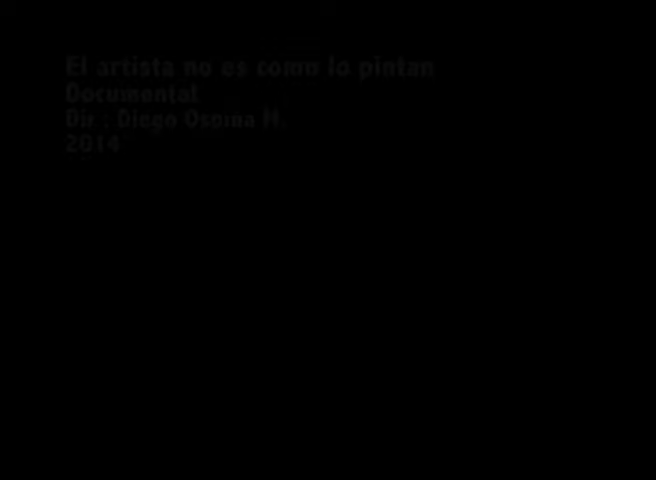 El artista no es como lo pintan
Documental
Dir : Diego Ospina H.
2014